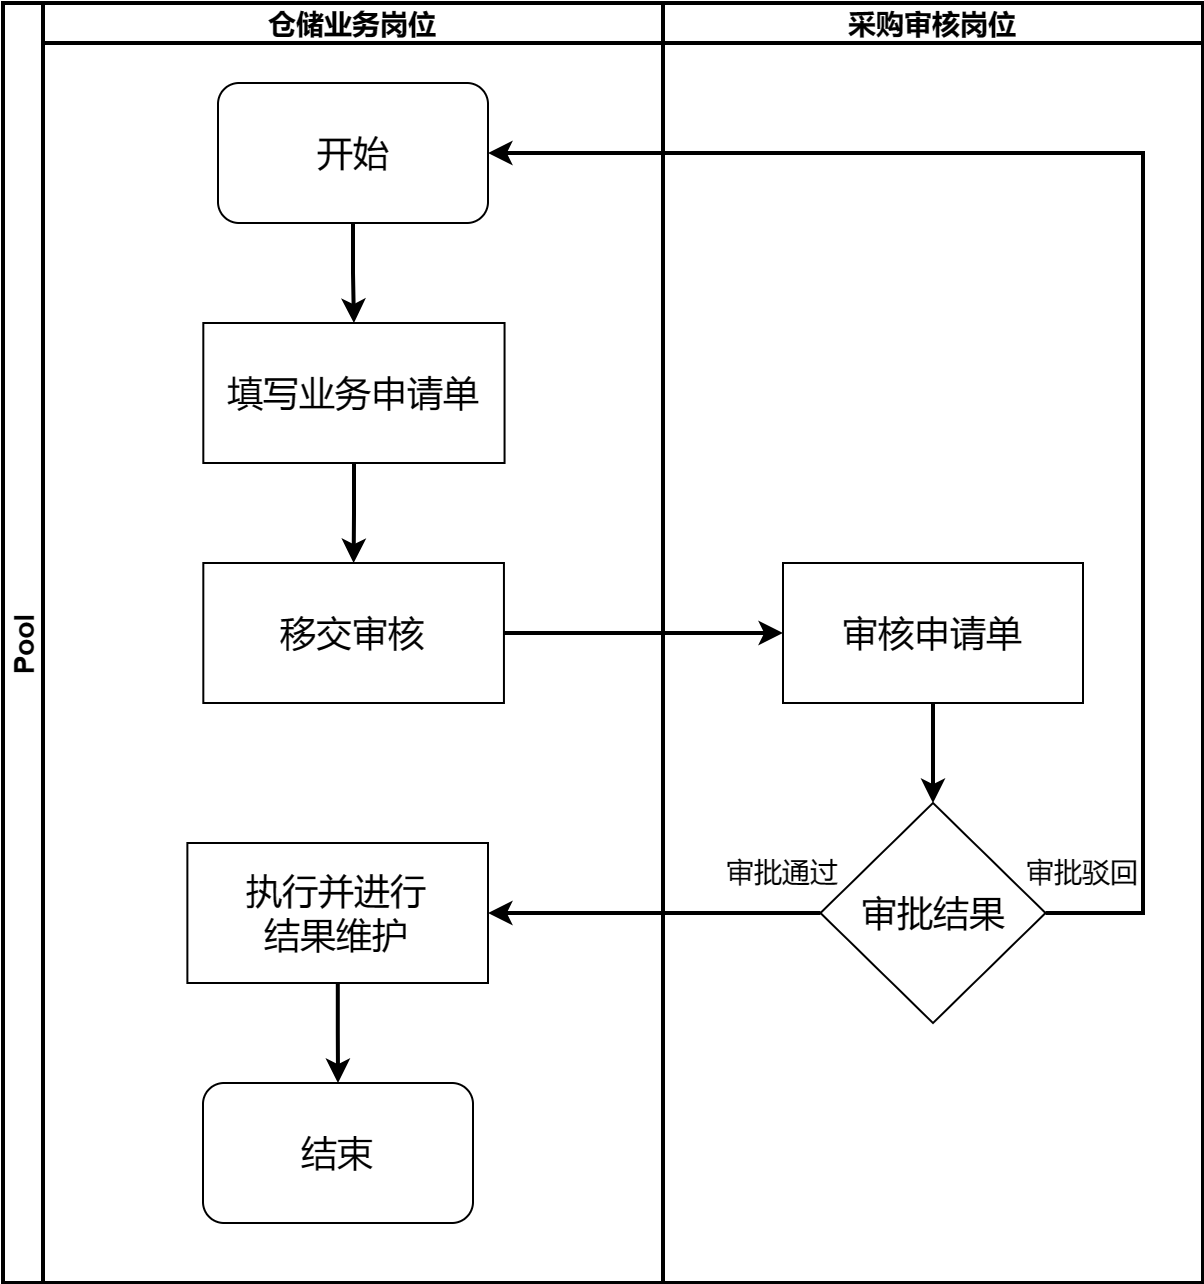 仓储业务岗位
采购审核岗位
开始
填写业务申请单
移交审核
审核申请单
审批通过
审批驳回
审批结果
执行并进行
结果维护
结束
Pool